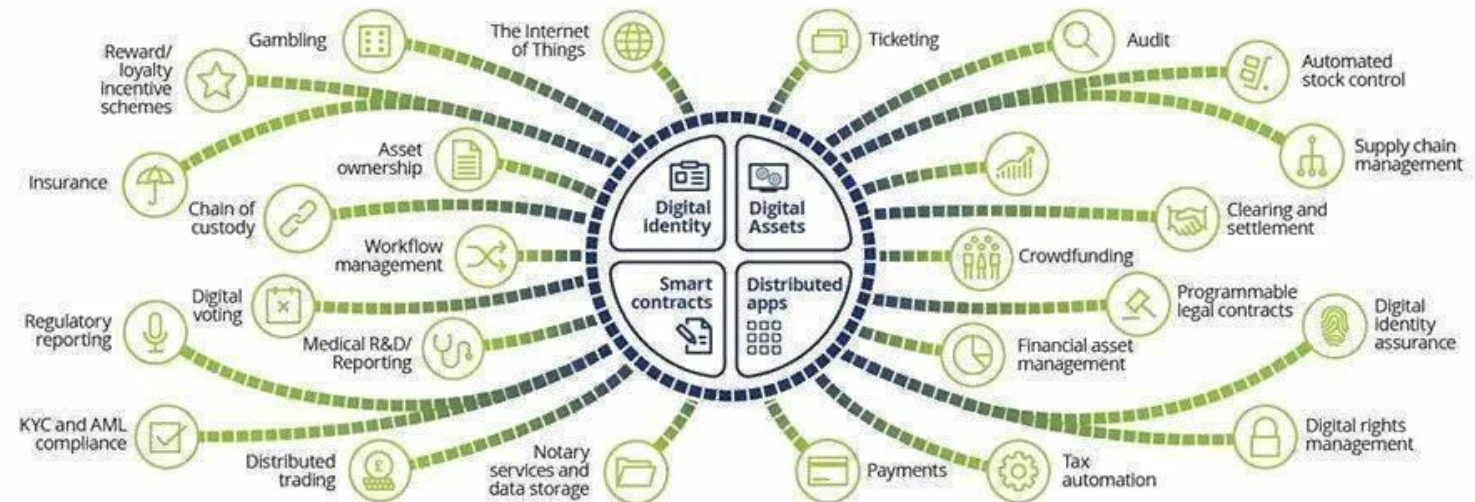 Gambling
The Internet
of Things
Ticketing
Audit
Reward/
loyalty
Incentive
schemes
Automated
stock control
Asset
ownership
Supply chain
management
Insurance
Chain of
custody
Digital
identity
Digital
Assets
Clearing and
settlement
Workflow
management
Crowdfunding
Smart
contracts
Distributed
apps
Digital
voting
Programmable
legal contracts
Regulatory
reporting
Digital
identity
assurance
Medical R&D/
Reporting
Financial asset
management
KYC and AML
compliance
Digital rights
management
Distributed
trading
£
Notary
services and
data storage
Payments
Tax
automation